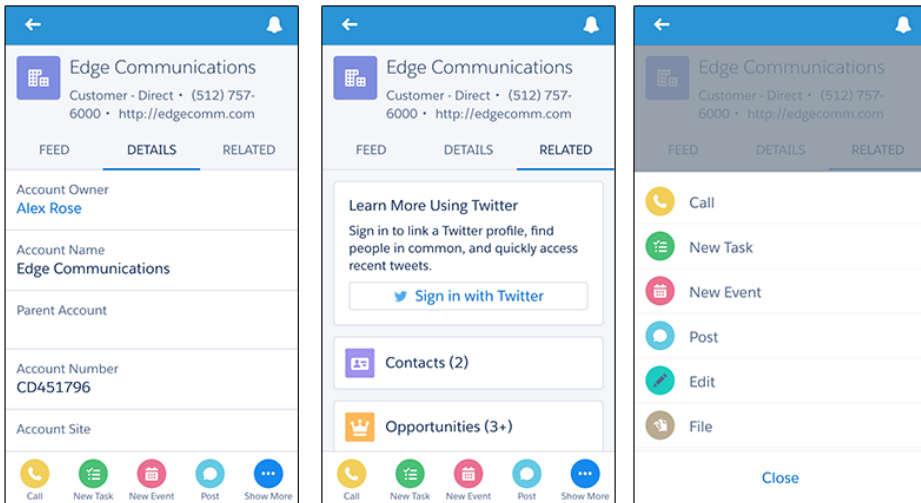 Edge Communications
Customer - Direct • (512) 757-
6000 • http://edgecomm.com
FEED DETAILS RELATED
Account Owner
Alex Rose
Account Name
Edge Communications
Parent Account
Account Number
CD451796
Account Site
Call New Task New Event Post Show More
Edge Communications
Customer - Direct • (512) 757-
6000 • http://edgecomm.com
FEED DETAILS RELATED
Learn More Using Twitter
Sign in to link a Twitter profile, find
people in common, and quickly access
recent tweets.
Sign in with Twitter
Contacts (2)
Opportunities (3+)
Call New Task New Event Post Show More
Edge Communications
Customer - Direct • (512) 757-
6000 • http://edgecomm.com
FEED DETAILS RELATED
Call
New Task
New Event
Post
Edit
File
Close